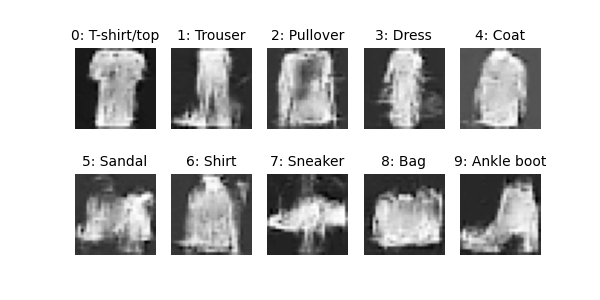 0: T-shirt/top
1: Trouser
2: Pullover
3: Dress
4: Coat
5: Sandal
6: Shirt
7: Sneaker
8: Bag
9: Ankle boot